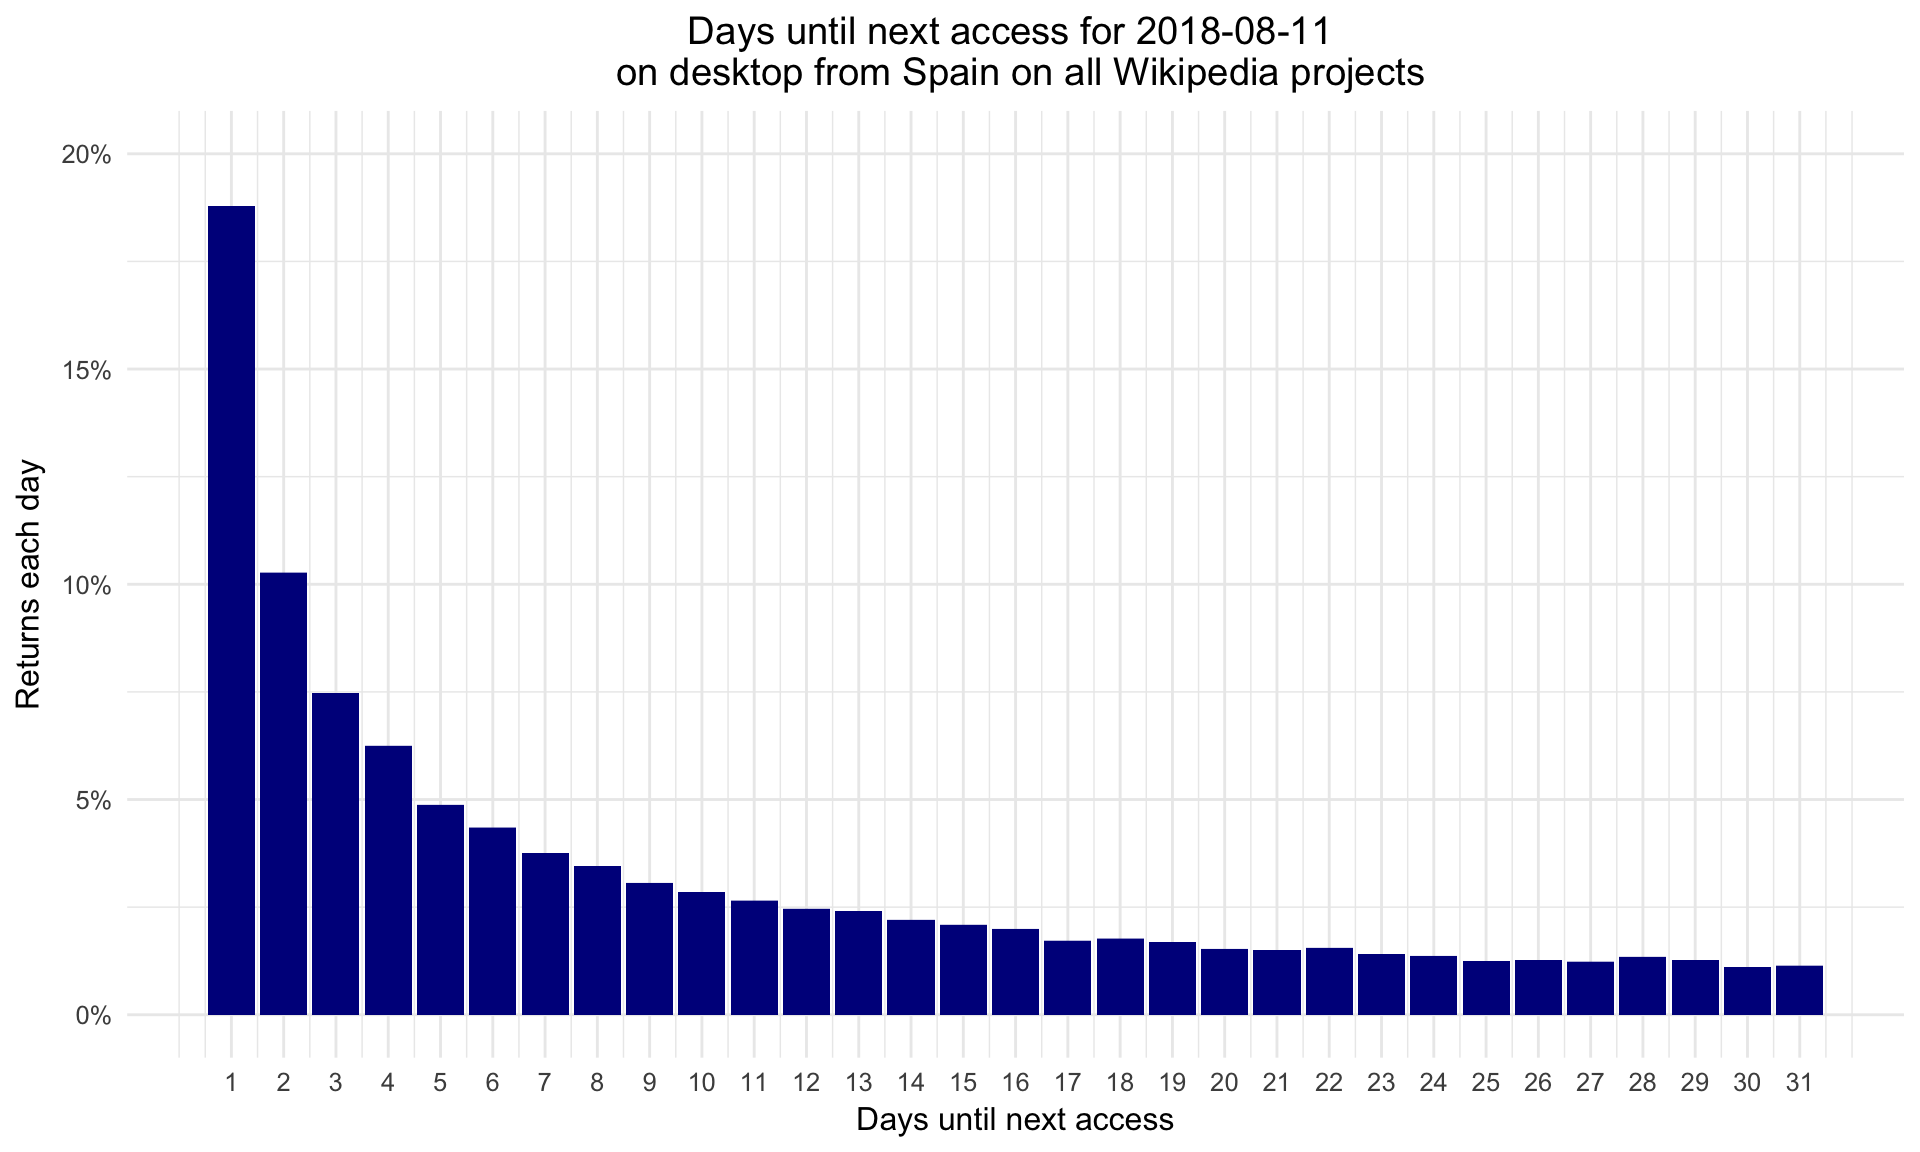 Days until next access for 2018-08-11
on desktop from Spain on all Wikipedia projects
Returns each day
20%
15%
10%
5%
0%
1 2 3 4 5 6 7 8 9 10 11 12 13 14 15 16 17 18 19 20 21 22 23 24 25 26 27 28 29 30 31
Days until next access